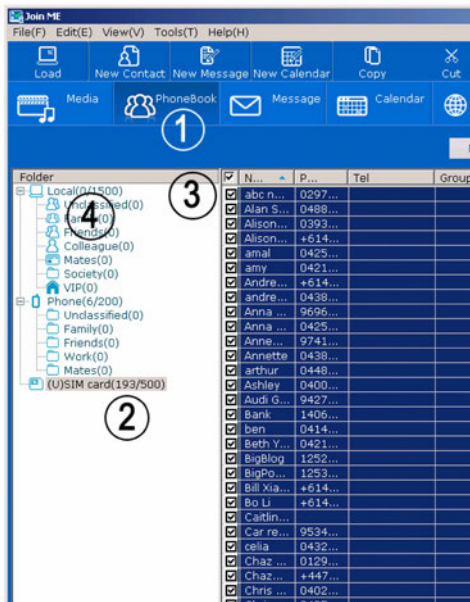 Join ME
File(F) Edit(E) View(V) Tools(T) Help(H)
Load New Contact New Message New Calendar Copy Cut
Media PhoneBook Message Calendar
1
Folder N... P... Tel Group
3
Local(0/1500)
Unclassified(0)
Family(0)
4
Friends(0)
Colleague(0)
Mates(0)
Society(0)
VIP(0)
Phone(6/200)
Unclassified(0)
Family(0)
Friends(0)
Work(0)
Mates(0)
(U)SIM card(193/500)
2
abc n... 0297...
Alan S... 0488...
Alison... 0393...
Alison... +614...
amal 0425...
amy 0421...
Andre... +614...
andre... 0438...
Anna ... 9696...
Anna ... 0425...
Anne... 9741...
Annette 0438...
arthur 0448...
Ashley 0400...
Audi G... 9427...
Bank 1406...
ben 0414...
Beth Y... 0421...
BigBlog 1252...
BigPo... 1253...
Bill Xia... +614...
Bo Li +614...
Caitlin...
Car re... 9534...
celia 0432...
Chaz ... 0129...
Chaz... +447...
Chris ... 0402...